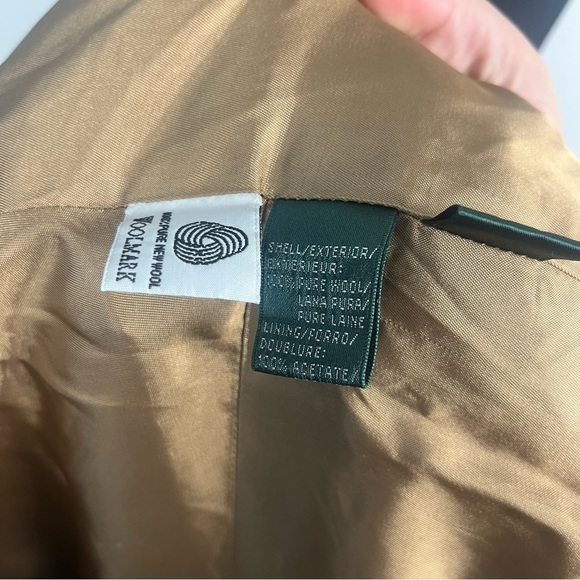 PURE NEW WOOL
WOOLMARK
SHELL/EXTERIOR/
EXTERIEUR:
100% PURE WOOL/
LANA PURA/
PURE LAINE
LINING/FORRO/
DOUBLURE:
100% ACETATE/